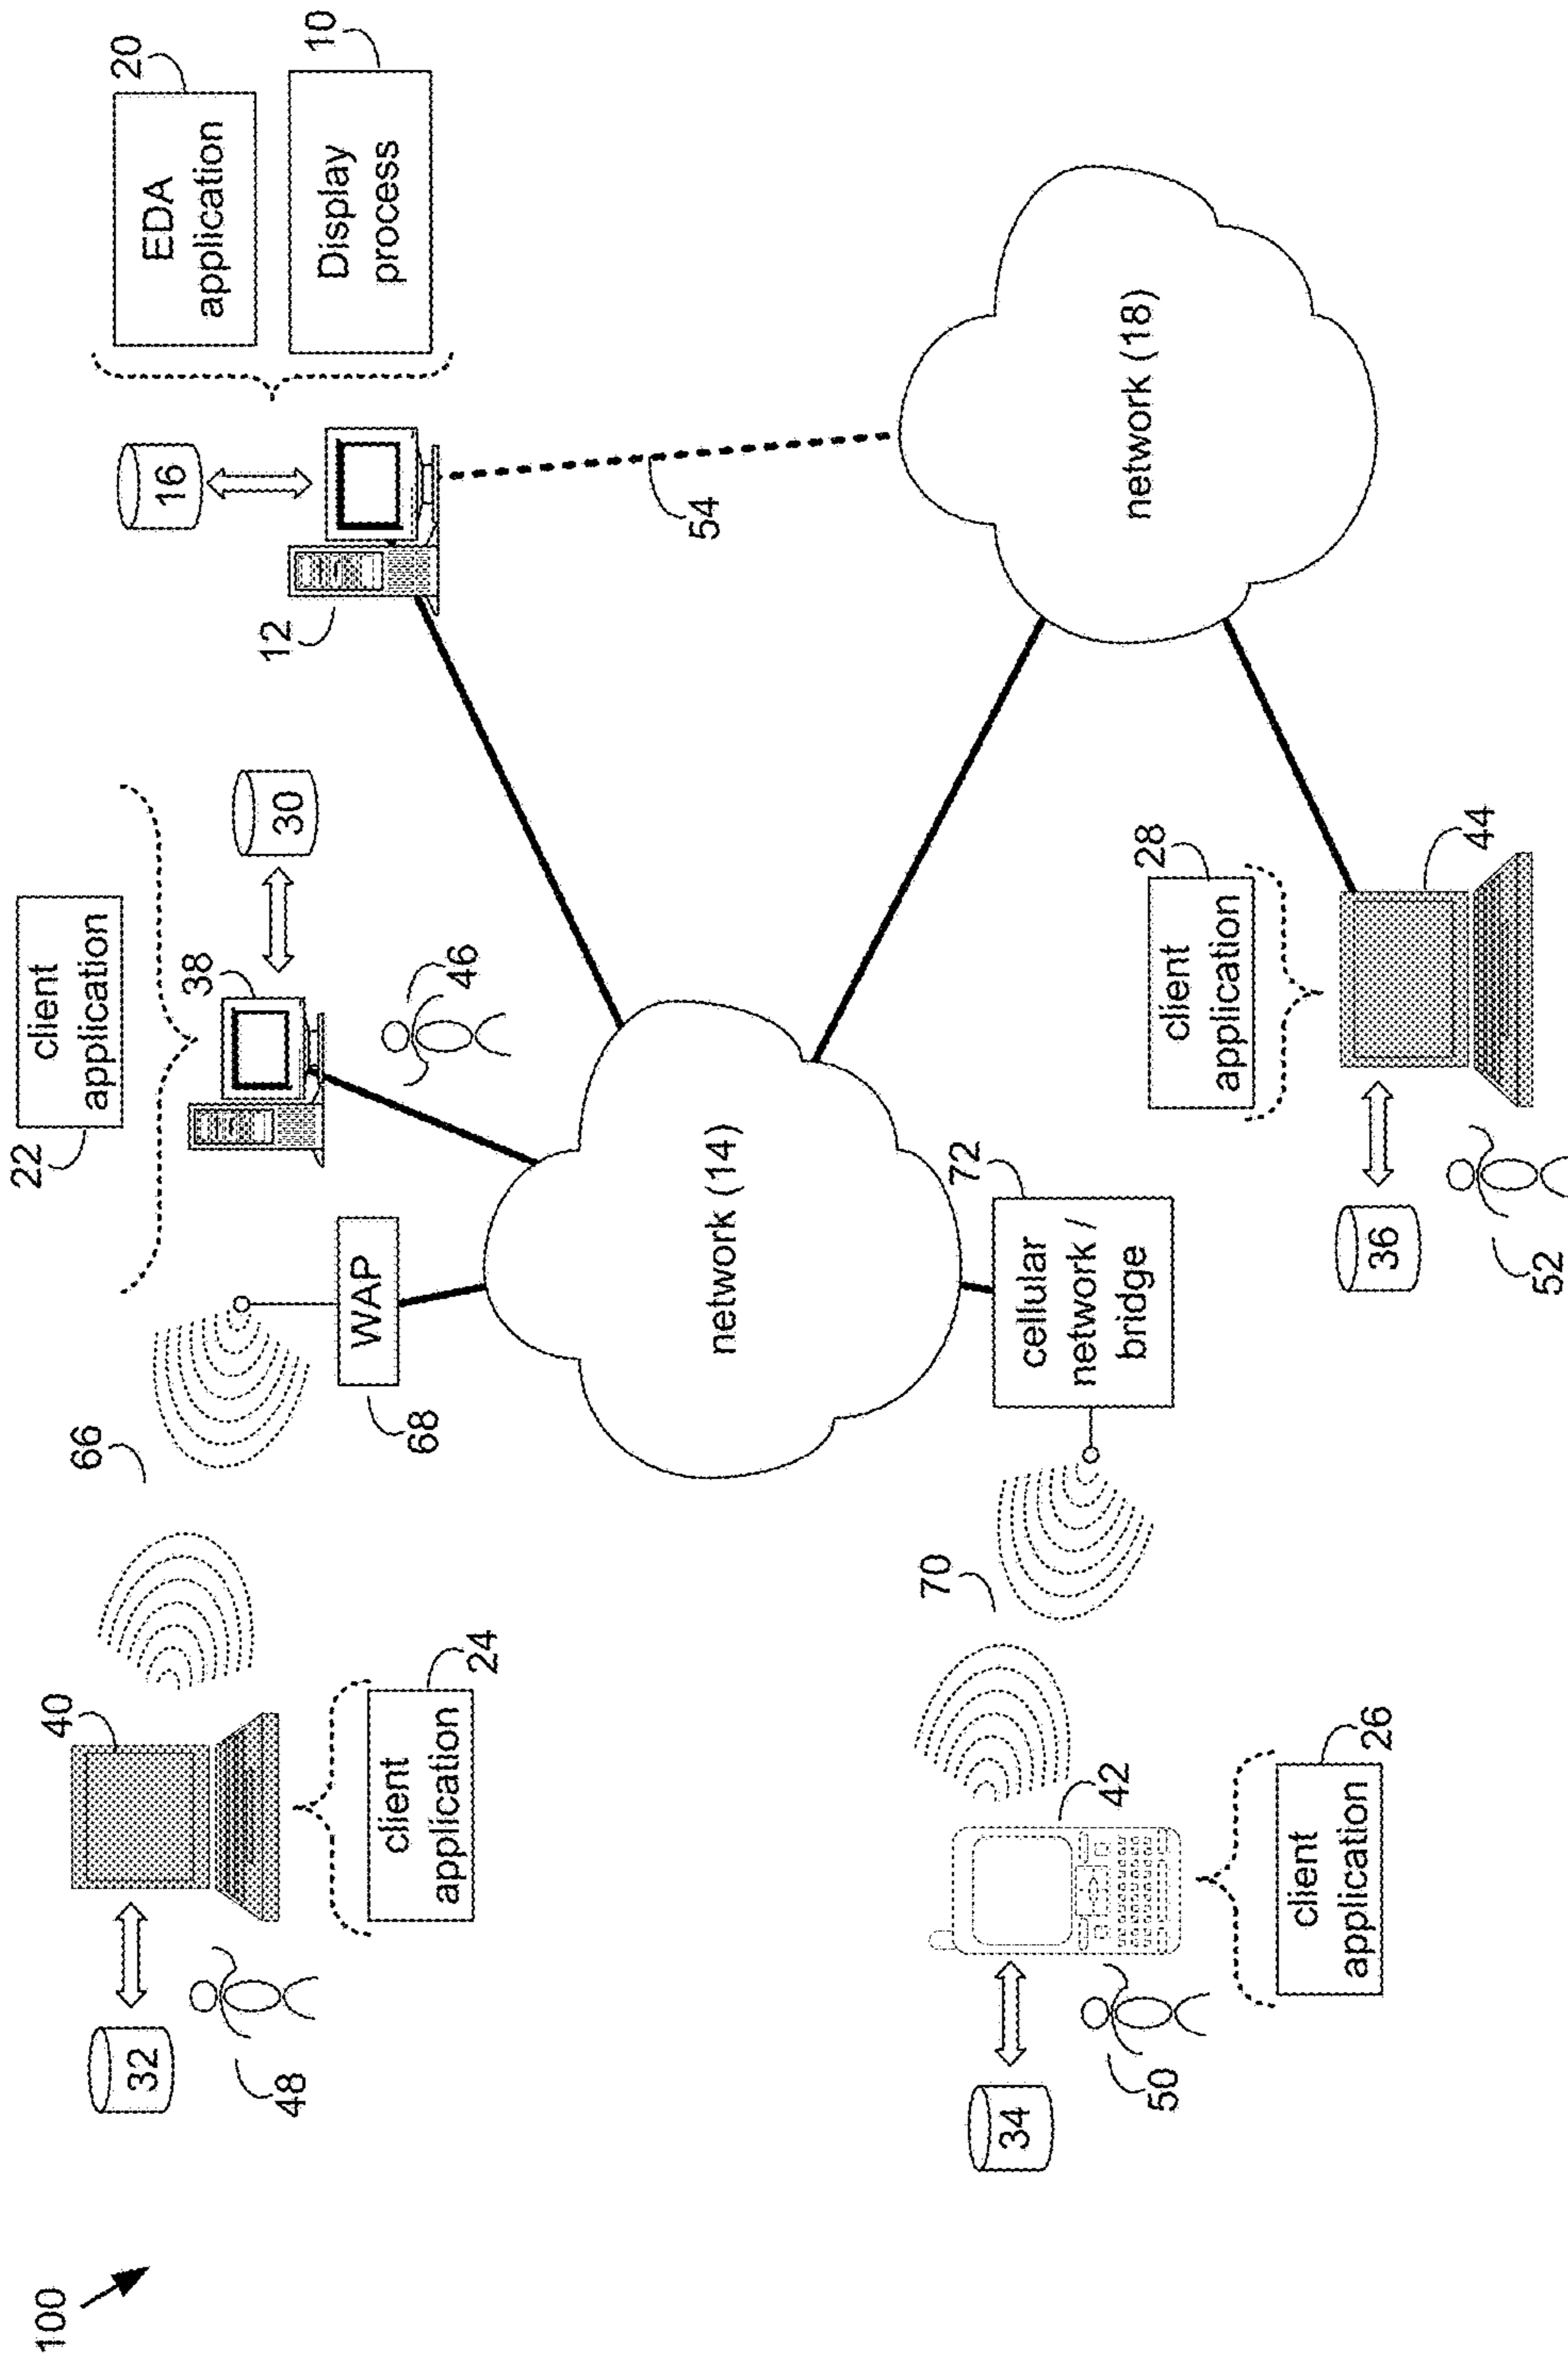 100
22
client
application
40
66
20
EDA
application
10
Display
process
16
32
38
30
12
48
24
client
application
68
WAP
46
54
network (14)
network (18)
70
72
cellular
network /
bridge
34
50
42
26
client
application
28
client
application
36
52
44